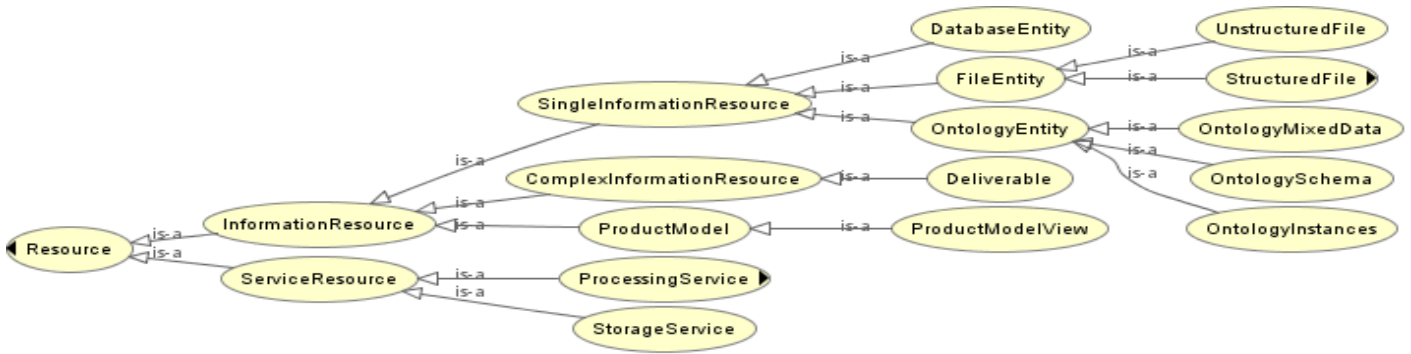 DatabaseEntity
UnstructuredFile
is-a
is-a
FileEntity
is-a
StructuredFile
is-a
SingleInformationResource
is-a
OntologyEntity
is-a
OntologyMixedData
is-a
is-a
is-a
ComplexInformationResource
is-a
Deliverable
OntologySchema
is-a
InformationResource
is-a
ProductModel
is-a
ProductModelView
OntologyInstances
is-a
Resource
is-a
ServiceResource
is-a
ProcessingService
is-a
StorageService